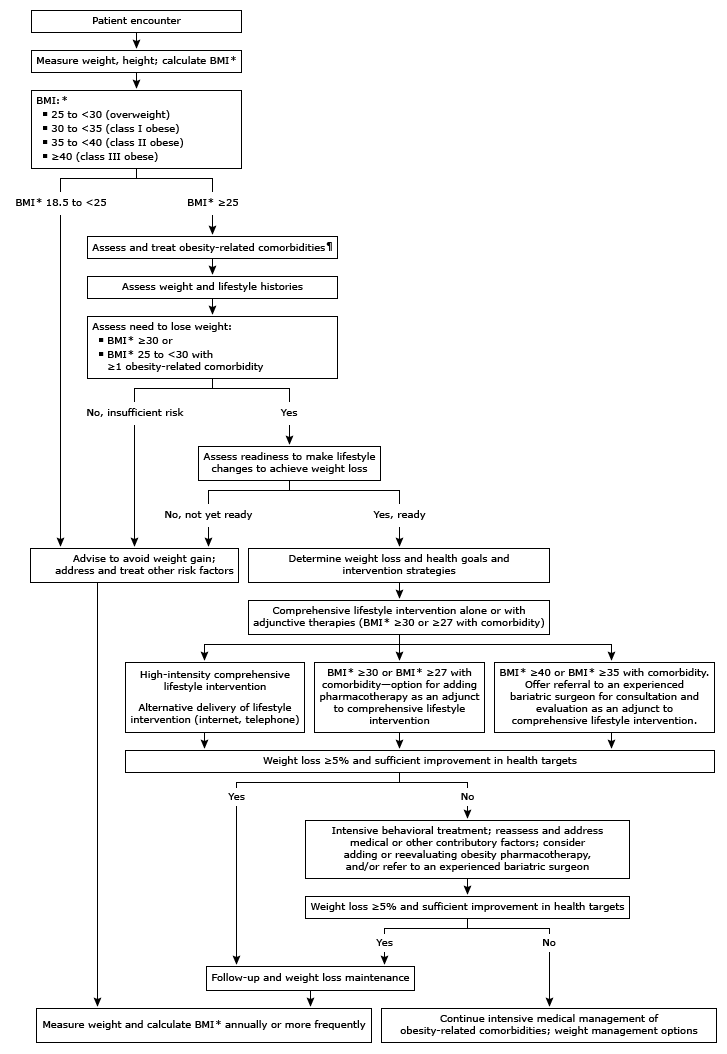 Patient encounter
Measure weight, height; calculate BMI*
BMI:*
▪ 25 to <30 (overweight)
▪ 30 to <35 (class I obese)
▪ 35 to <40 (class II obese)
▪ ≥40 (class III obese)
BMI* 18.5 to <25
BMI* ≥25
Assess and treat obesity-related comorbidities¶
Assess weight and lifestyle histories
Assess need to lose weight:
▪ BMI* ≥30 or
▪ BMI* 25 to <30 with
≥1 obesity-related comorbidity
No, insufficient risk
Yes
Assess readiness to make lifestyle
changes to achieve weight loss
No, not yet ready
Yes, ready
Advise to avoid weight gain;
address and treat other risk factors
Determine weight loss and health goals and
intervention strategies
Comprehensive lifestyle intervention alone or with
adjunctive therapies (BMI* ≥30 or ≥27 with comorbidity)
High-intensity comprehensive
lifestyle intervention
Alternative delivery of lifestyle
intervention (internet, telephone)
BMI* ≥30 or BMI* ≥27 with
comorbidity—option for adding
pharmacotherapy as an adjunct
to comprehensive lifestyle
intervention
BMI* ≥40 or BMI* ≥35 with comorbidity.
Offer referral to an experienced
bariatric surgeon for consultation and
evaluation as an adjunct to
comprehensive lifestyle intervention.
Weight loss ≥5% and sufficient improvement in health targets
Yes
No
Intensive behavioral treatment; reassess and address
medical or other contributory factors; consider
adding or reevaluating obesity pharmacotherapy,
and/or refer to an experienced bariatric surgeon
Weight loss ≥5% and sufficient improvement in health targets
Yes
No
Follow-up and weight loss maintenance
Measure weight and calculate BMI* annually or more frequently
Continue intensive medical management of
obesity-related comorbidities; weight management options